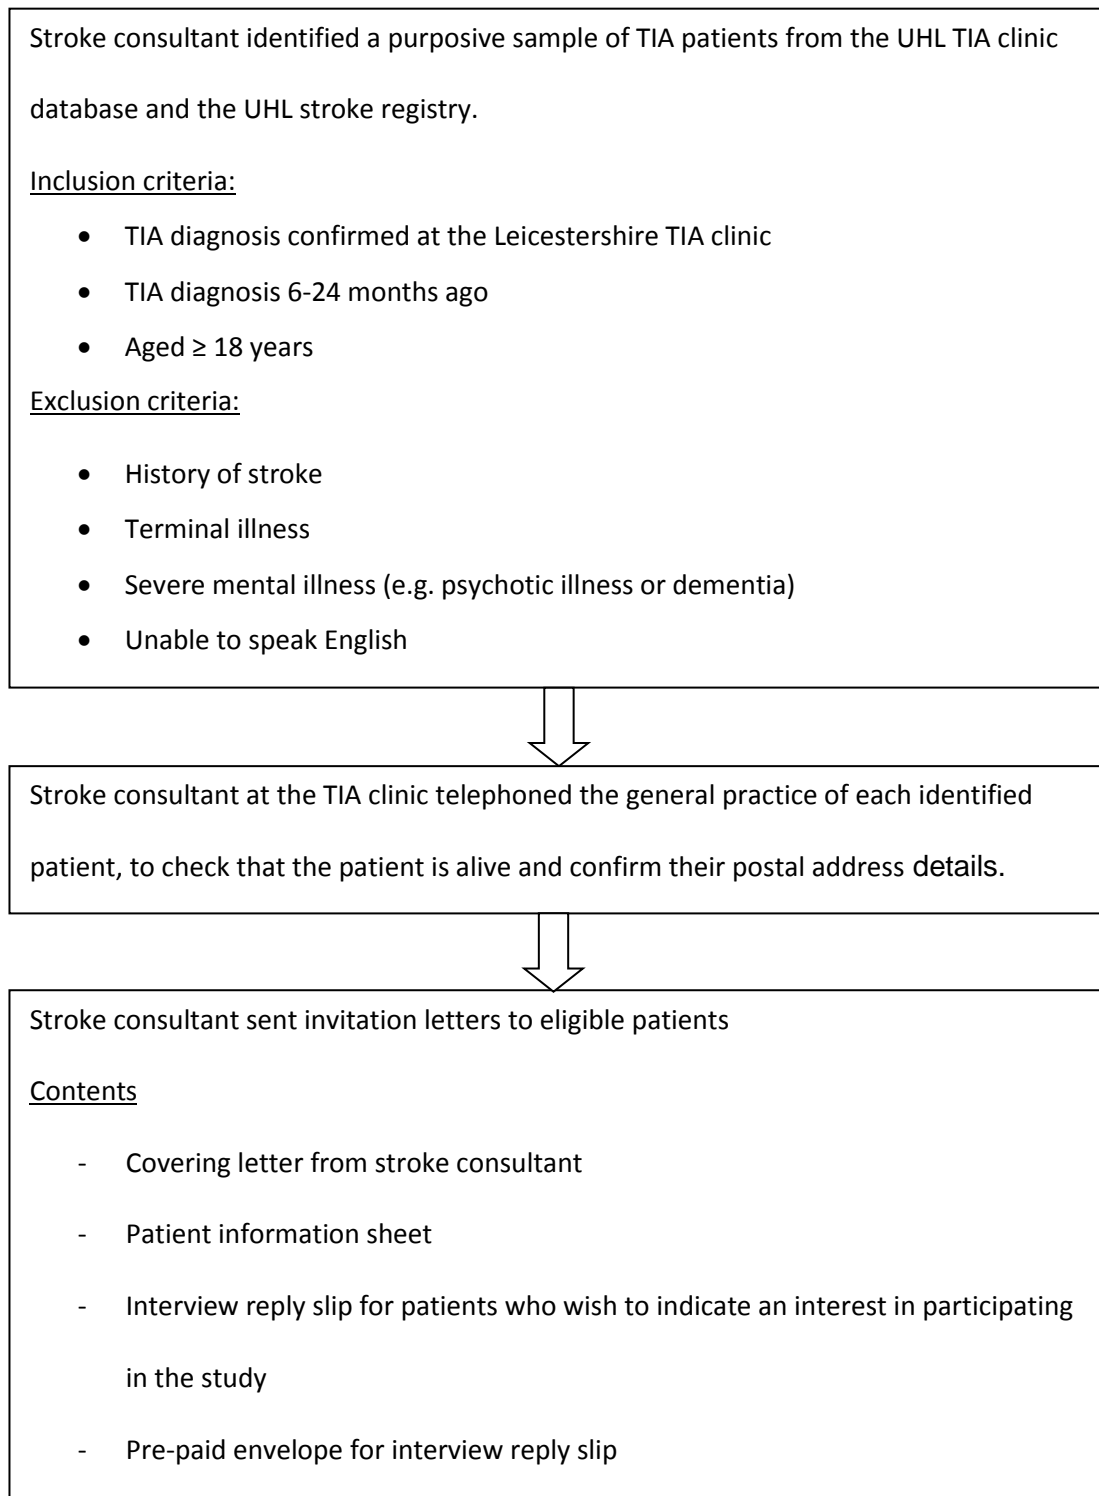 Stroke consultant identified a purposive sample of TIA patients from the UHL TIA clinic
database and the UHL stroke registry.
Inclusion criteria:
• TIA diagnosis confirmed at the Leicestershire TIA clinic
• TIA diagnosis 6-24 months ago
• Aged ≥ 18 years
Exclusion criteria:
• History of stroke
• Terminal illness
• Severe mental illness (e.g. psychotic illness or dementia)
• Unable to speak English
Stroke consultant at the TIA clinic telephoned the general practice of each identified
patient, to check that the patient is alive and confirm their postal address details.
Stroke consultant sent invitation letters to eligible patients
Contents
- Covering letter from stroke consultant
- Patient information sheet
- Interview reply slip for patients who wish to indicate an interest in participating
in the study
- Pre-paid envelope for interview reply slip